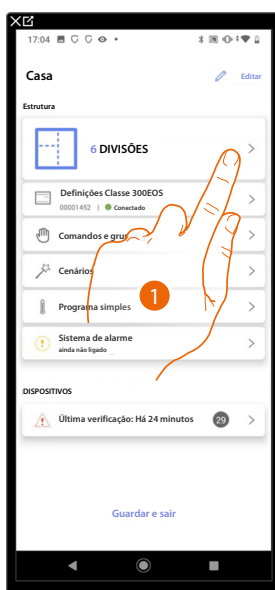 17:04
Casa
Editar
Estrutura
6 DIVISÕES
Definições Classe 300EOS
00001452 | Conectado
Comandos e gru
Cenários
1
Programa simples
Sistema de alarme
ainda não ligado
DISPOSITIVOS
Última verificação: Há 24 minutos 29
Guardar e sair